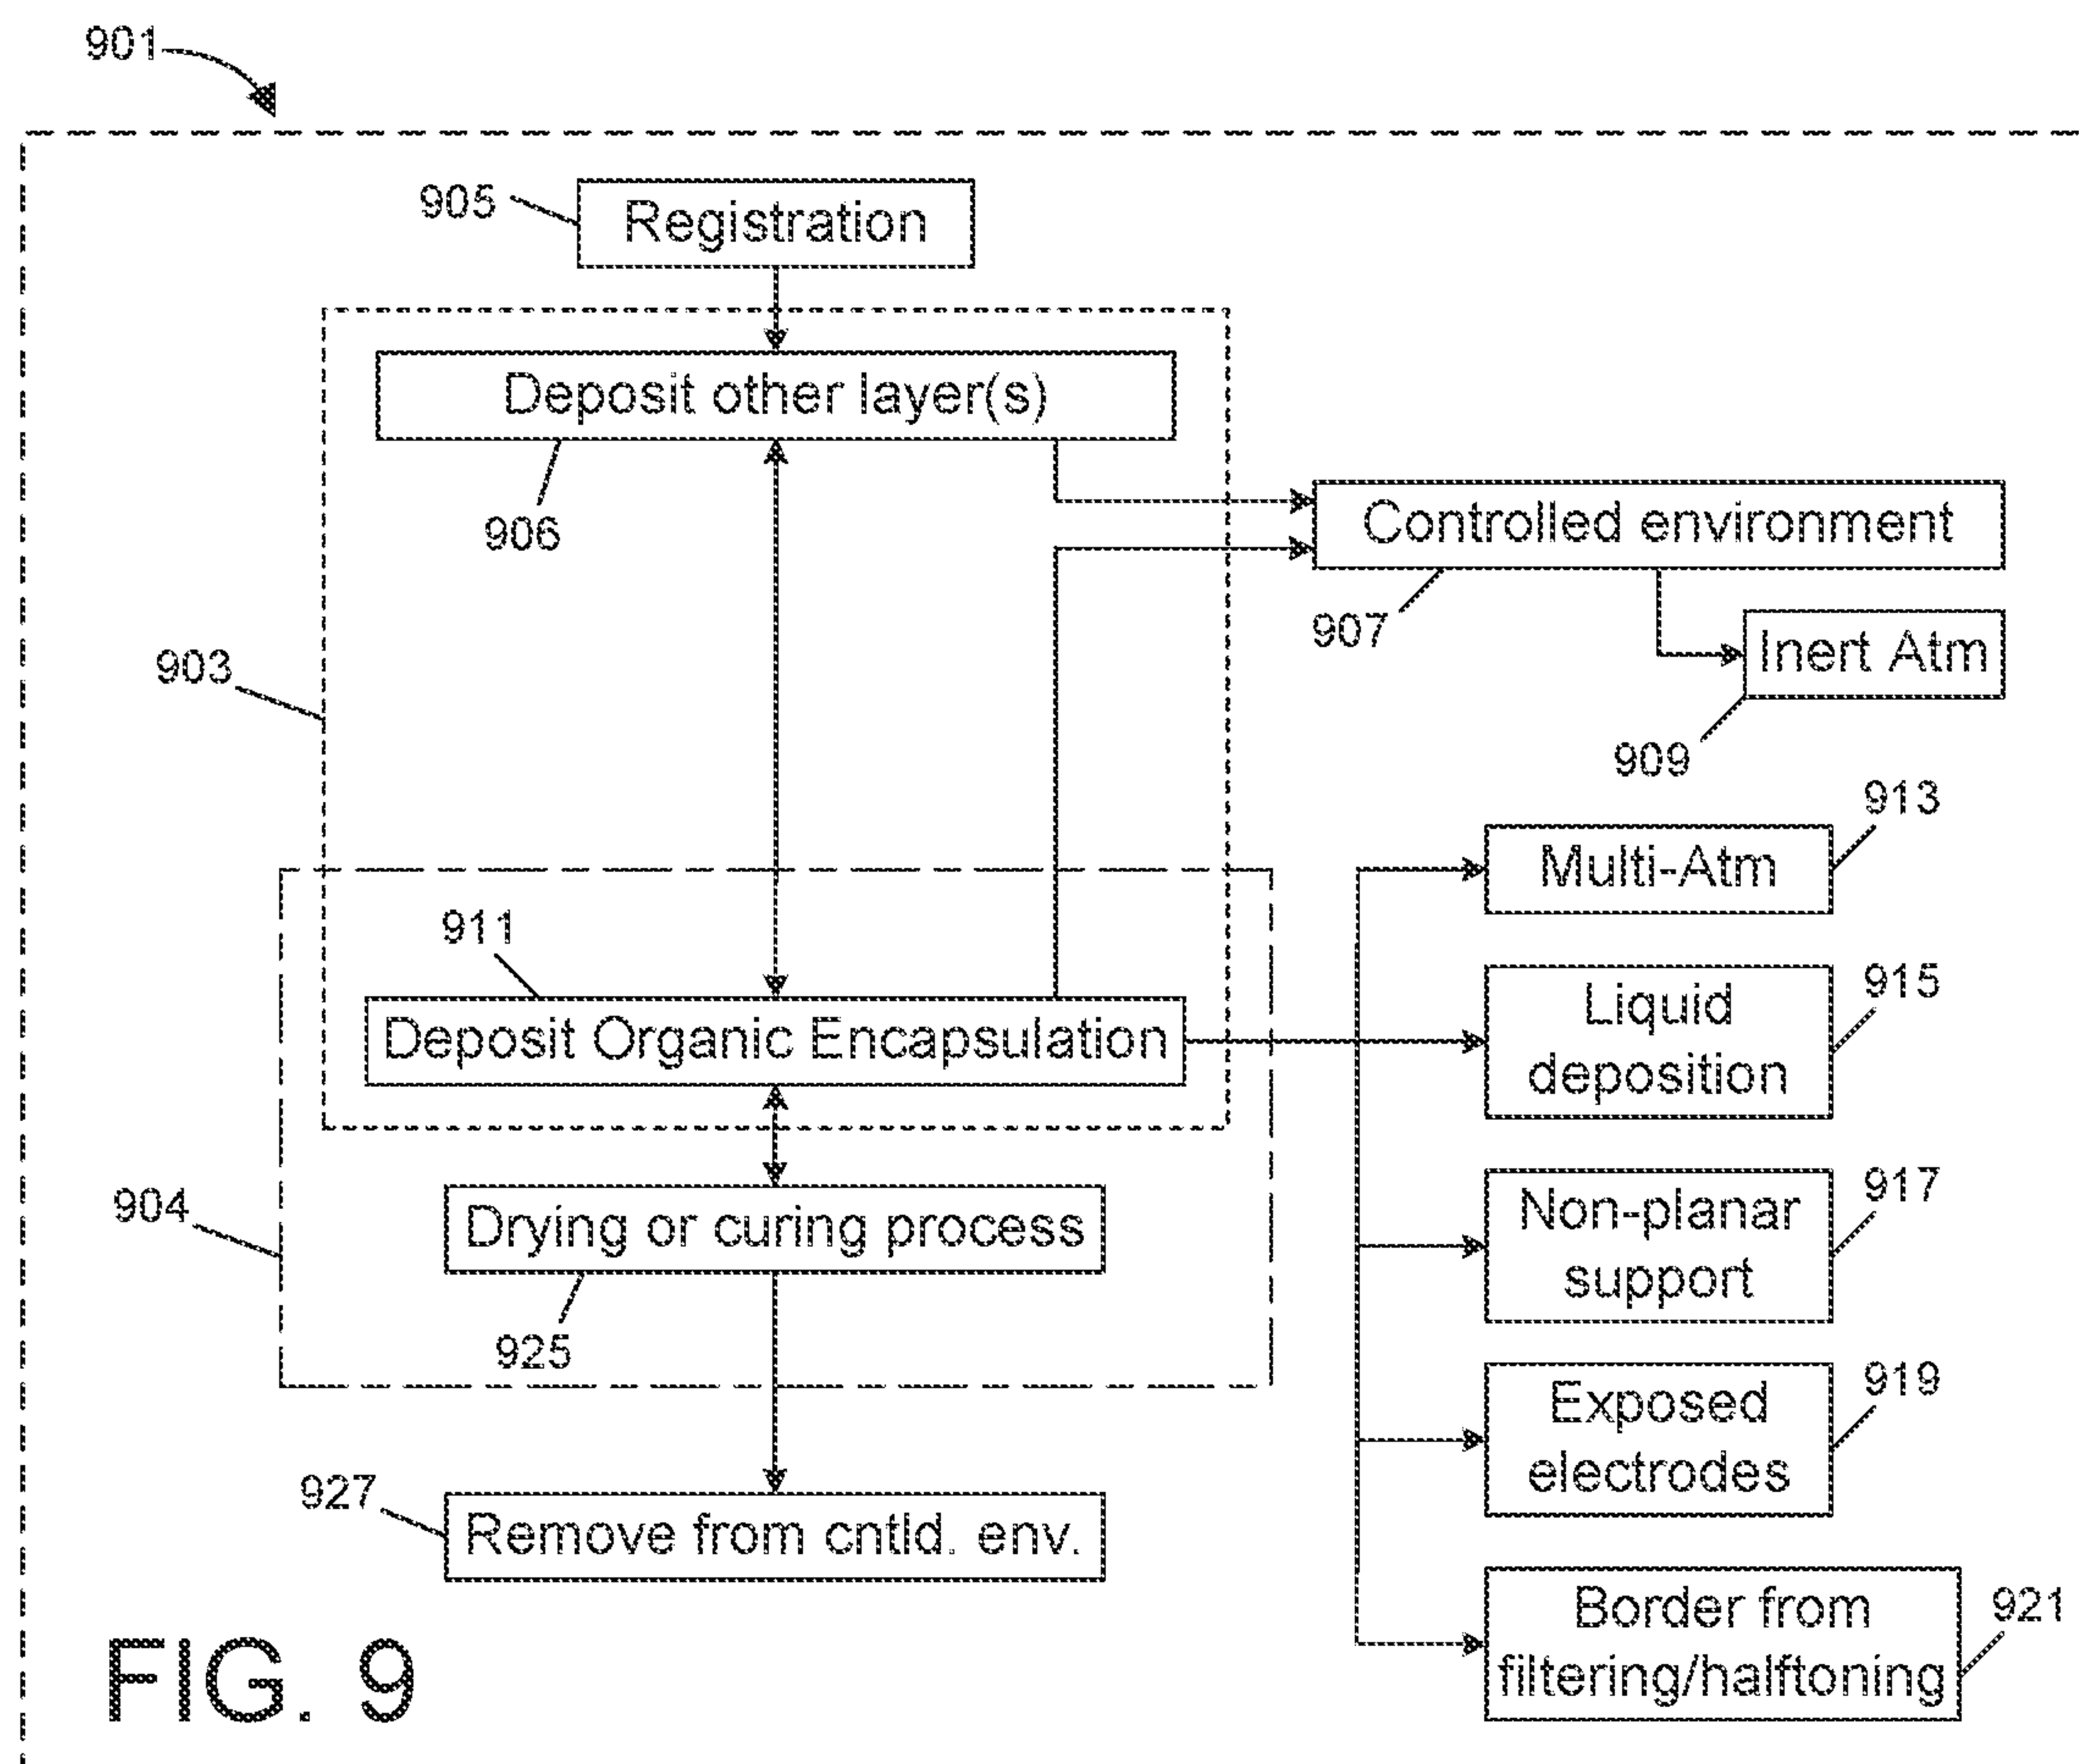 901
905
Registration
Deposit other layer(s)
906
Controlled environment
907
903
Inert Atm
909
913
Multi-Atm
911
915
Deposit Organic Encapsulation
Liquid
deposition
917
904
Drying or curing process
Non-planar
support
925
919
Exposed
electrodes
927
Remove from cntld. env.
921
Border from
filtering/halftoning
FIG. 9